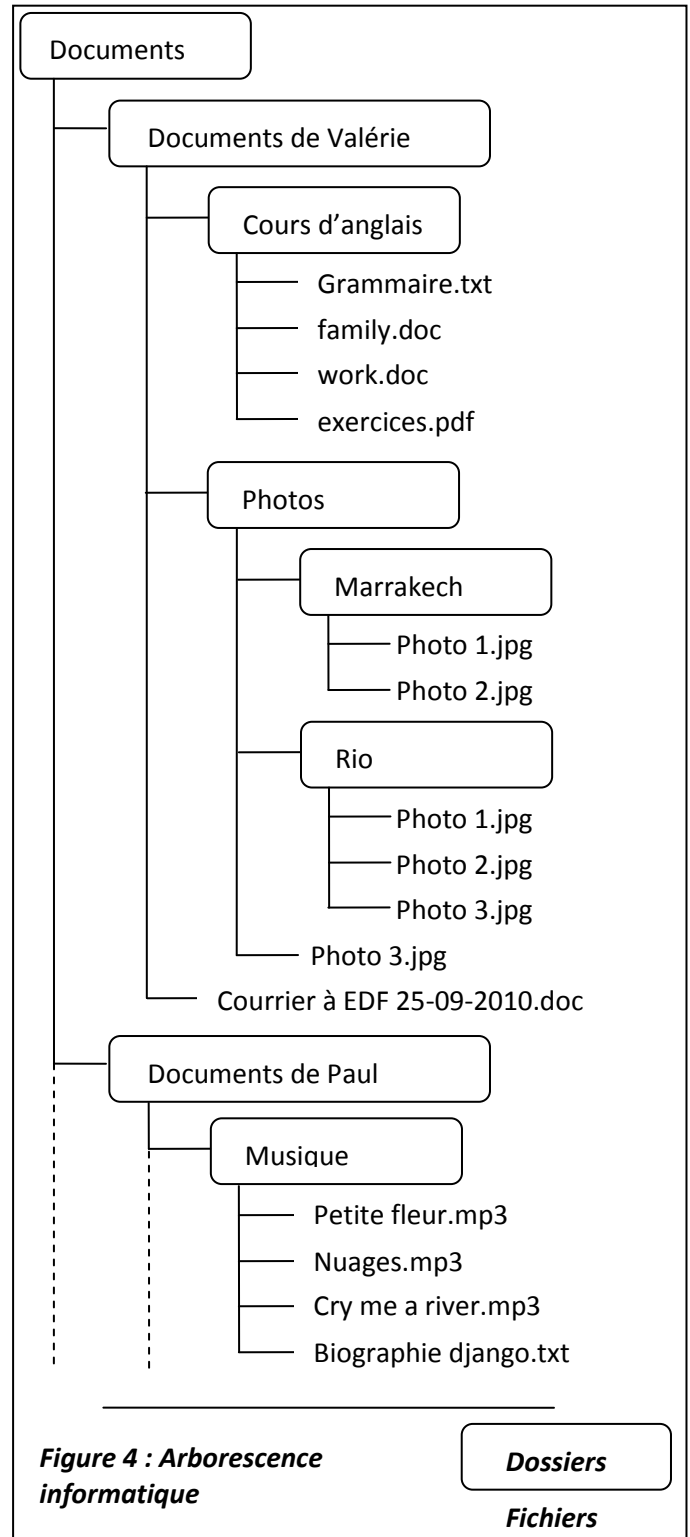 Documents
Documents de Valérie
Cours d’anglais
Grammaire.txt
family.doc
work.doc
exercices.pdf
Photos
Marrakech
Photo 1.jpg
Photo 2.jpg
Rio
Photo 1.jpg
Photo 2.jpg
Photo 3.jpg
Photo 3.jpg
Courrier à EDF 25-09-2010.doc
Documents de Paul
Musique
Petite fleur.mp3
Nuages.mp3
Cry me a river.mp3
Biographie django.txt
Figure 4 : Arborescence
informatique
Dossiers
Fichiers